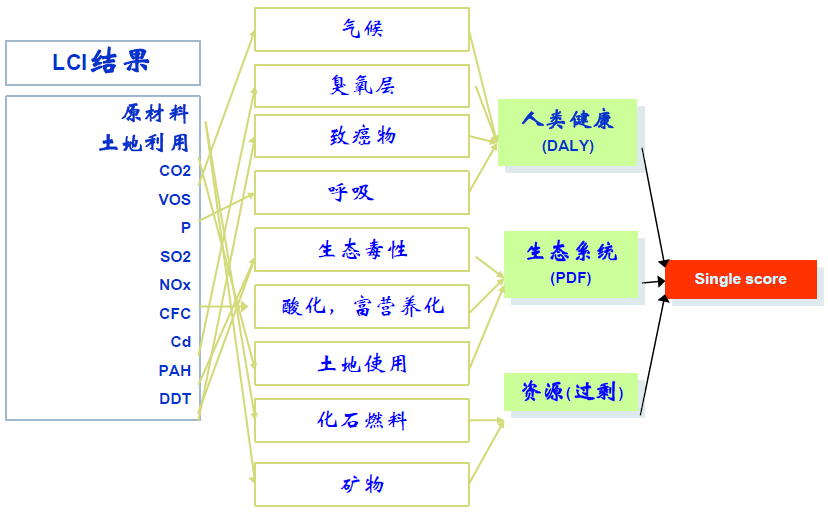 LCI结果
原材料
土地利用
CO2
VOS
P
SO2
NOx
CFC
Cd
PAH
DDT
气候
臭氧层
致癌物
呼吸
生态毒性
酸化，富营养化
土地使用
化石燃料
矿物
人类健康
(DALY)
生态系统
(PDF)
资源(过剩)
Single score